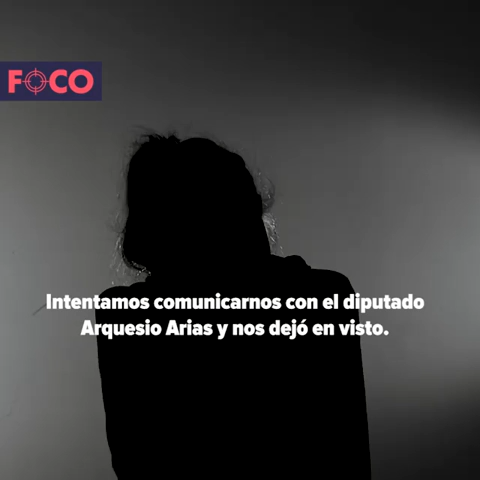 FOCO
Intentamos comunicarnos con el diputado
Arquesio Arias y nos dejó en visto.